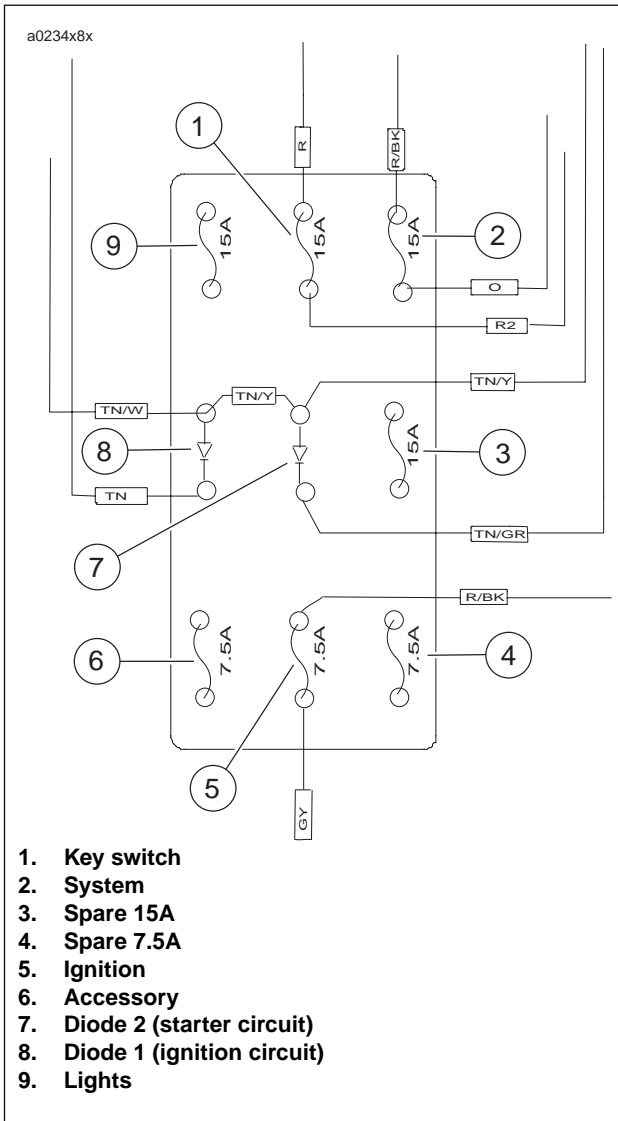 a0234x8x
R
R/BK
1
2
9
15A
15A
15A
O
R2
TN/Y
TN/Y
TN/W
8
15A
3
TN
TN/GR
7
R/BK
6
7.5A
7.5A
7.5A
4
5
GY
1. Key switch
2. System
3. Spare 15A
4. Spare 7.5A
5. Ignition
6. Accessory
7. Diode 2 (starter circuit)
8. Diode 1 (ignition circuit)
9. Lights